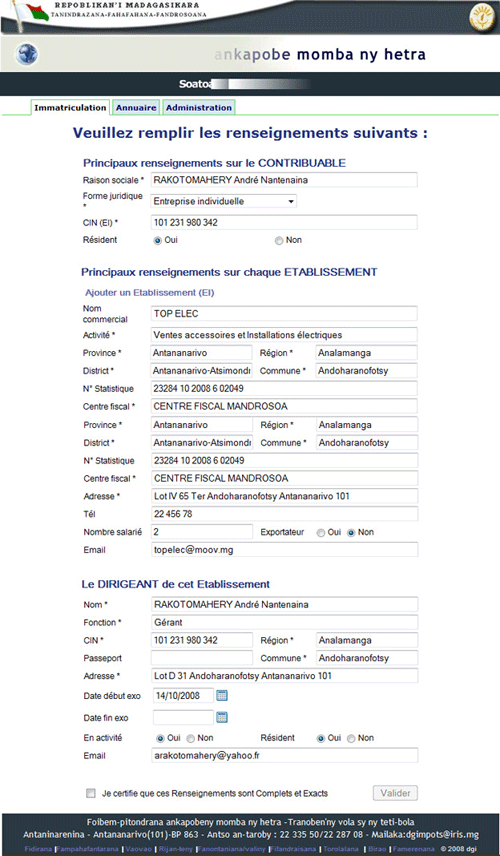 REPOBLIKAN'I MADAGASIKARA
TANINDRAZANA-FAHAFAHANA-FANDROSOANA
ankapobe momba ny hetra
Soatoa
Immatriculation Annuaire Administration
Veuillez remplir les renseignements suivants :
Principaux renseignements sur le CONTRIBUABLE
Raison sociale * RAKOTOMAHERY André Nantenaina
Forme juridique * Entreprise individuelle
CIN (EI) * 101 231 980 342
Résident Oui Non
Principaux renseignements sur chaque ETABLISSEMENT
Ajouter un Etablissement (EI)
Nom commercial TOP ELEC
Activité * Ventes accessoires et Installations électriques
Province * Antananarivo Région * Analamanga
District * Antananarivo-Atsimondr Commune * Andoharanofotsy
N° Statistique 23284 10 2008 6 02049
Centre fiscal * CENTRE FISCAL MANDROSOA
Province * Antananarivo Région * Analamanga
District * Antananarivo-Atsimondr Commune * Andoharanofotsy
N° Statistique 23284 10 2008 6 02049
Centre fiscal * CENTRE FISCAL MANDROSOA
Adresse * Lot IV 65 Ter Andoharanofotsy Antananarivo 101
Tél 22 456 78
Nombre salarié 2 Exportateur Oui Non
Email topelec@moov.mg
Le DIRIGEANT de cet Etablissement
Nom * RAKOTOMAHERY André Nantenaina
Fonction * Gérant
CIN * 101 231 980 342 Région * Analamanga
Passeport Commune * Andoharanofotsy
Adresse * Lot D 31 Andoharanofotsy Antananarivo 101
Date début exo 14/10/2008
Date fin exo
En activité Oui Non Résident Oui Non
Email arakotomahery@yahoo.fr
Je certifie que ces Renseignements sont Complets et Exacts Valider
Foibem-pitondrana ankapobeny momba ny hetra -Tranoben'ny vola sy ny teti-bola
Antaninarenina - Antananarivo(101)-BP 863 - Antso an-taroby : 22 335 50/22 287 08 - Mailaka:dgimpots@iris.mg
Fidirana |Fampahafantarana | Vaovao | Rijan-teny |Fanontaniana/valiny |Fifandraisana | Torolalana | Birao | Famerenana © 2008 dgi